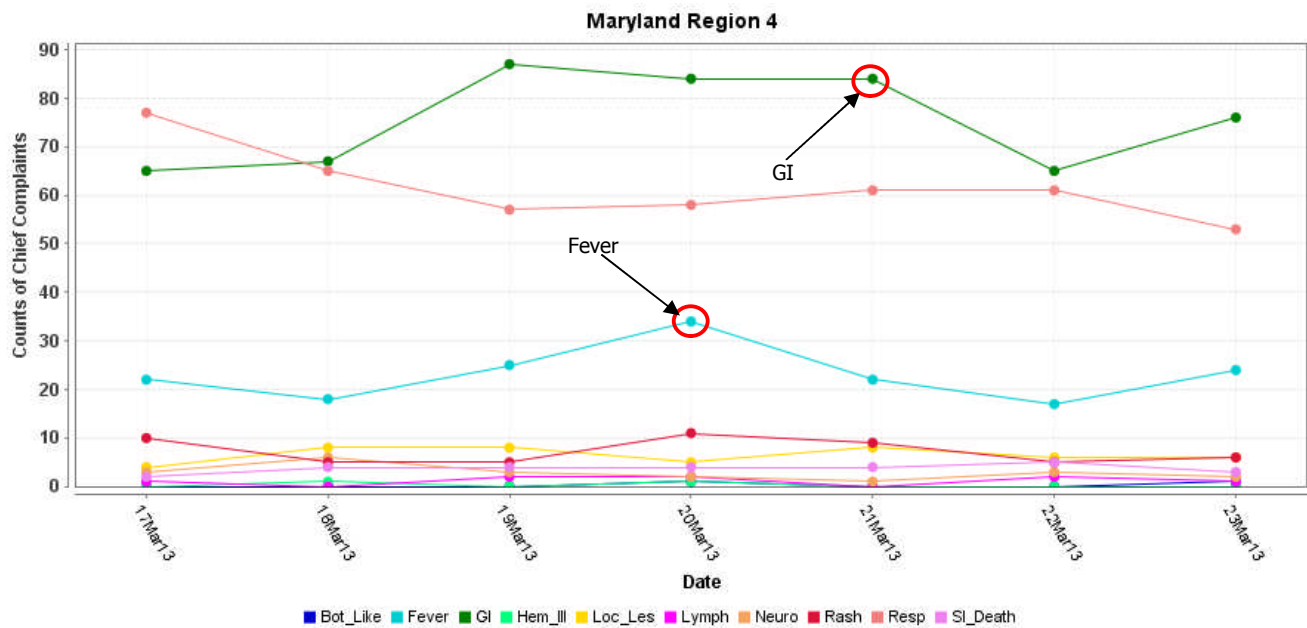 Maryland Region 4
Counts of Chief Complaints
90
80
70
60
50
40
30
20
10
0
GI
Fever
17Mar13
18Mar13
19Mar13
20Mar13
21Mar13
22Mar13
23Mar13
Date
Bot_Like Fever GI Hem_Ill Loc_Les Lymph Neuro Rash Resp SI_Death